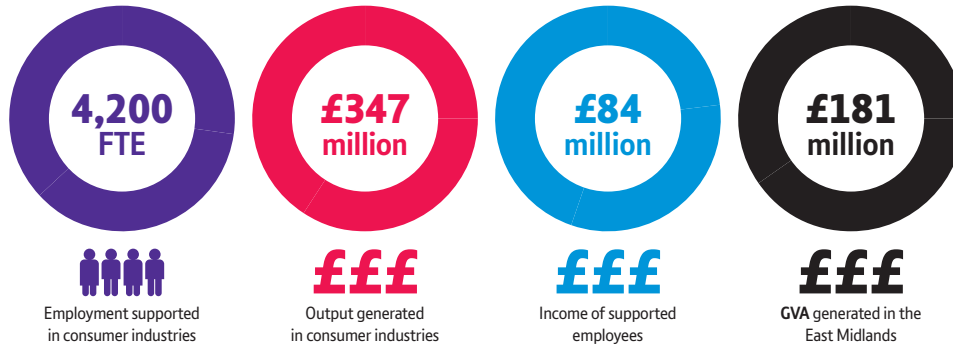 4,200
FTE
£347
million
£84
million
£181
million
£££
£££
£££
Employment supported
in consumer industries
Output generated
in consumer industries
Income of supported
employees
GVA generated in the
East Midlands